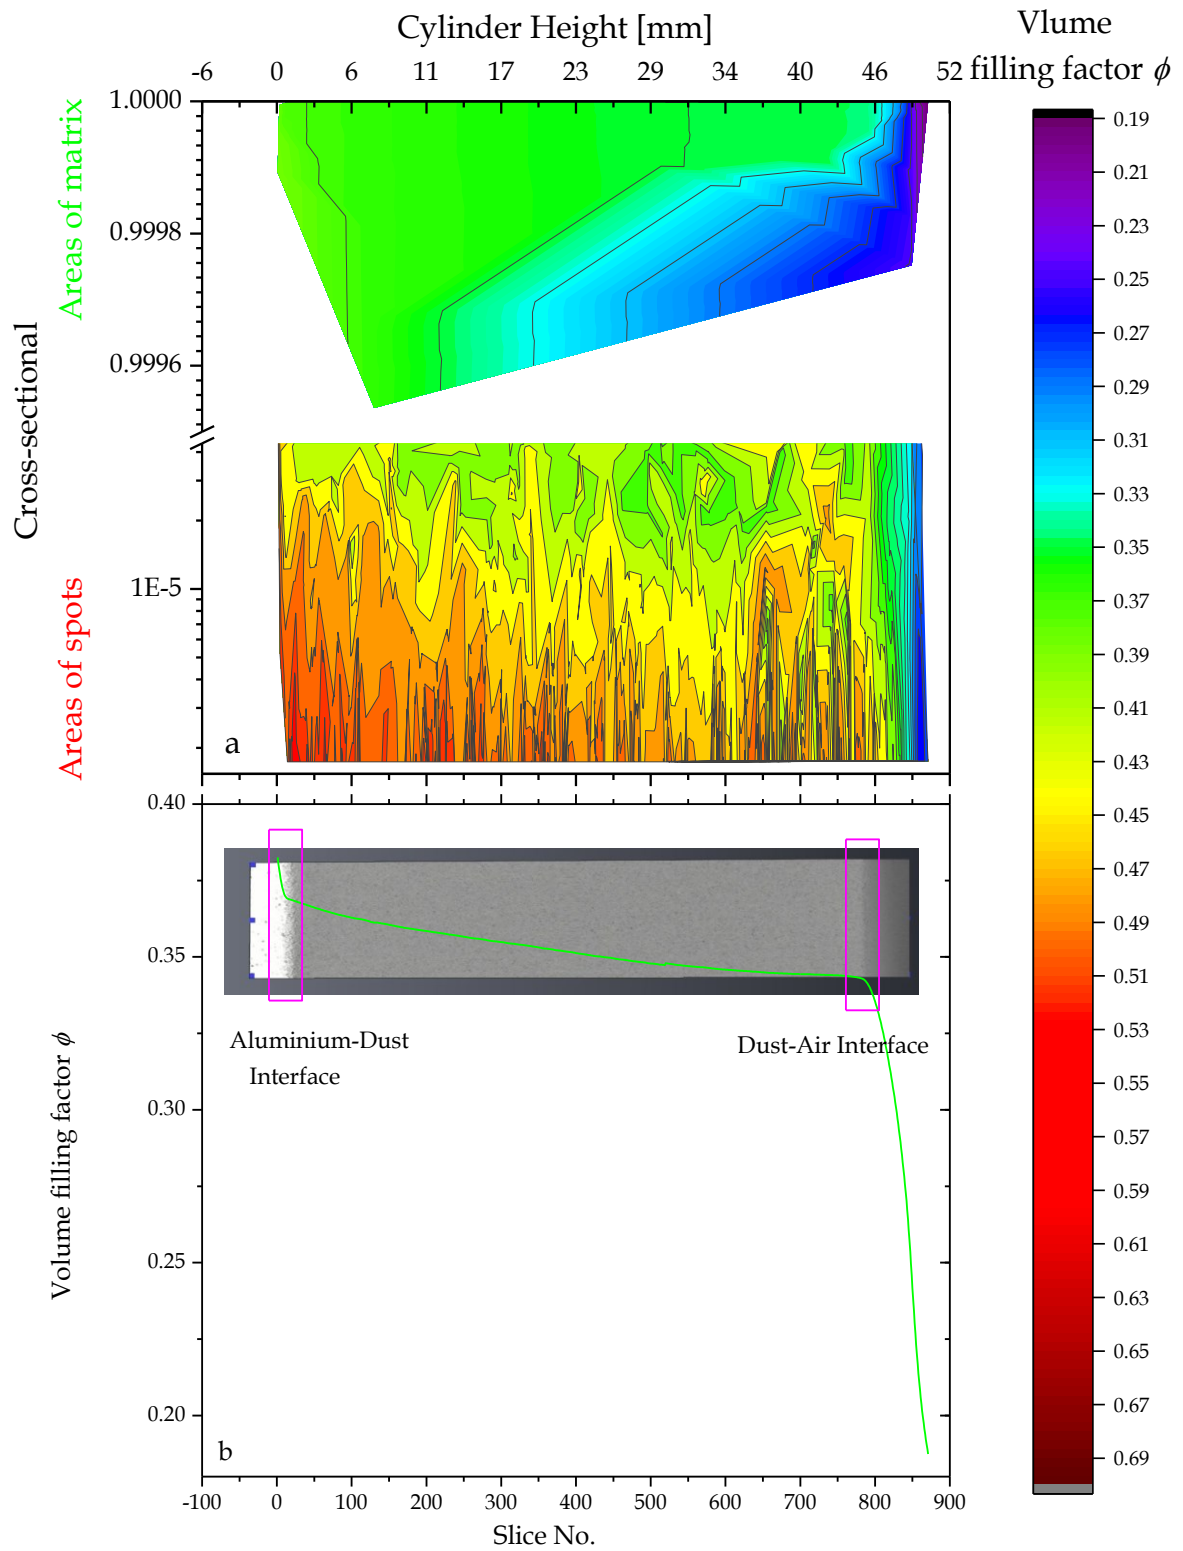 Cylinder Height [mm]
Vlume
filling factor ϕ
-6 0 6 11 17 23 29 34 40 46 52
Cross-sectional
Areas of matrix
Areas of spots
1.0000
0.9998
0.9996
1E-5
a
0.19
0.21
0.23
0.25
0.27
0.29
0.31
0.33
0.35
0.37
0.39
0.41
0.43
0.45
0.47
0.49
0.51
0.53
0.55
0.57
0.59
0.61
0.63
0.65
0.67
0.69
Volume filling factor ϕ
0.40
0.35
0.30
0.25
0.20
Aluminium-Dust
Interface
Dust-Air Interface
b
-100 0 100 200 300 400 500 600 700 800 900
Slice No.